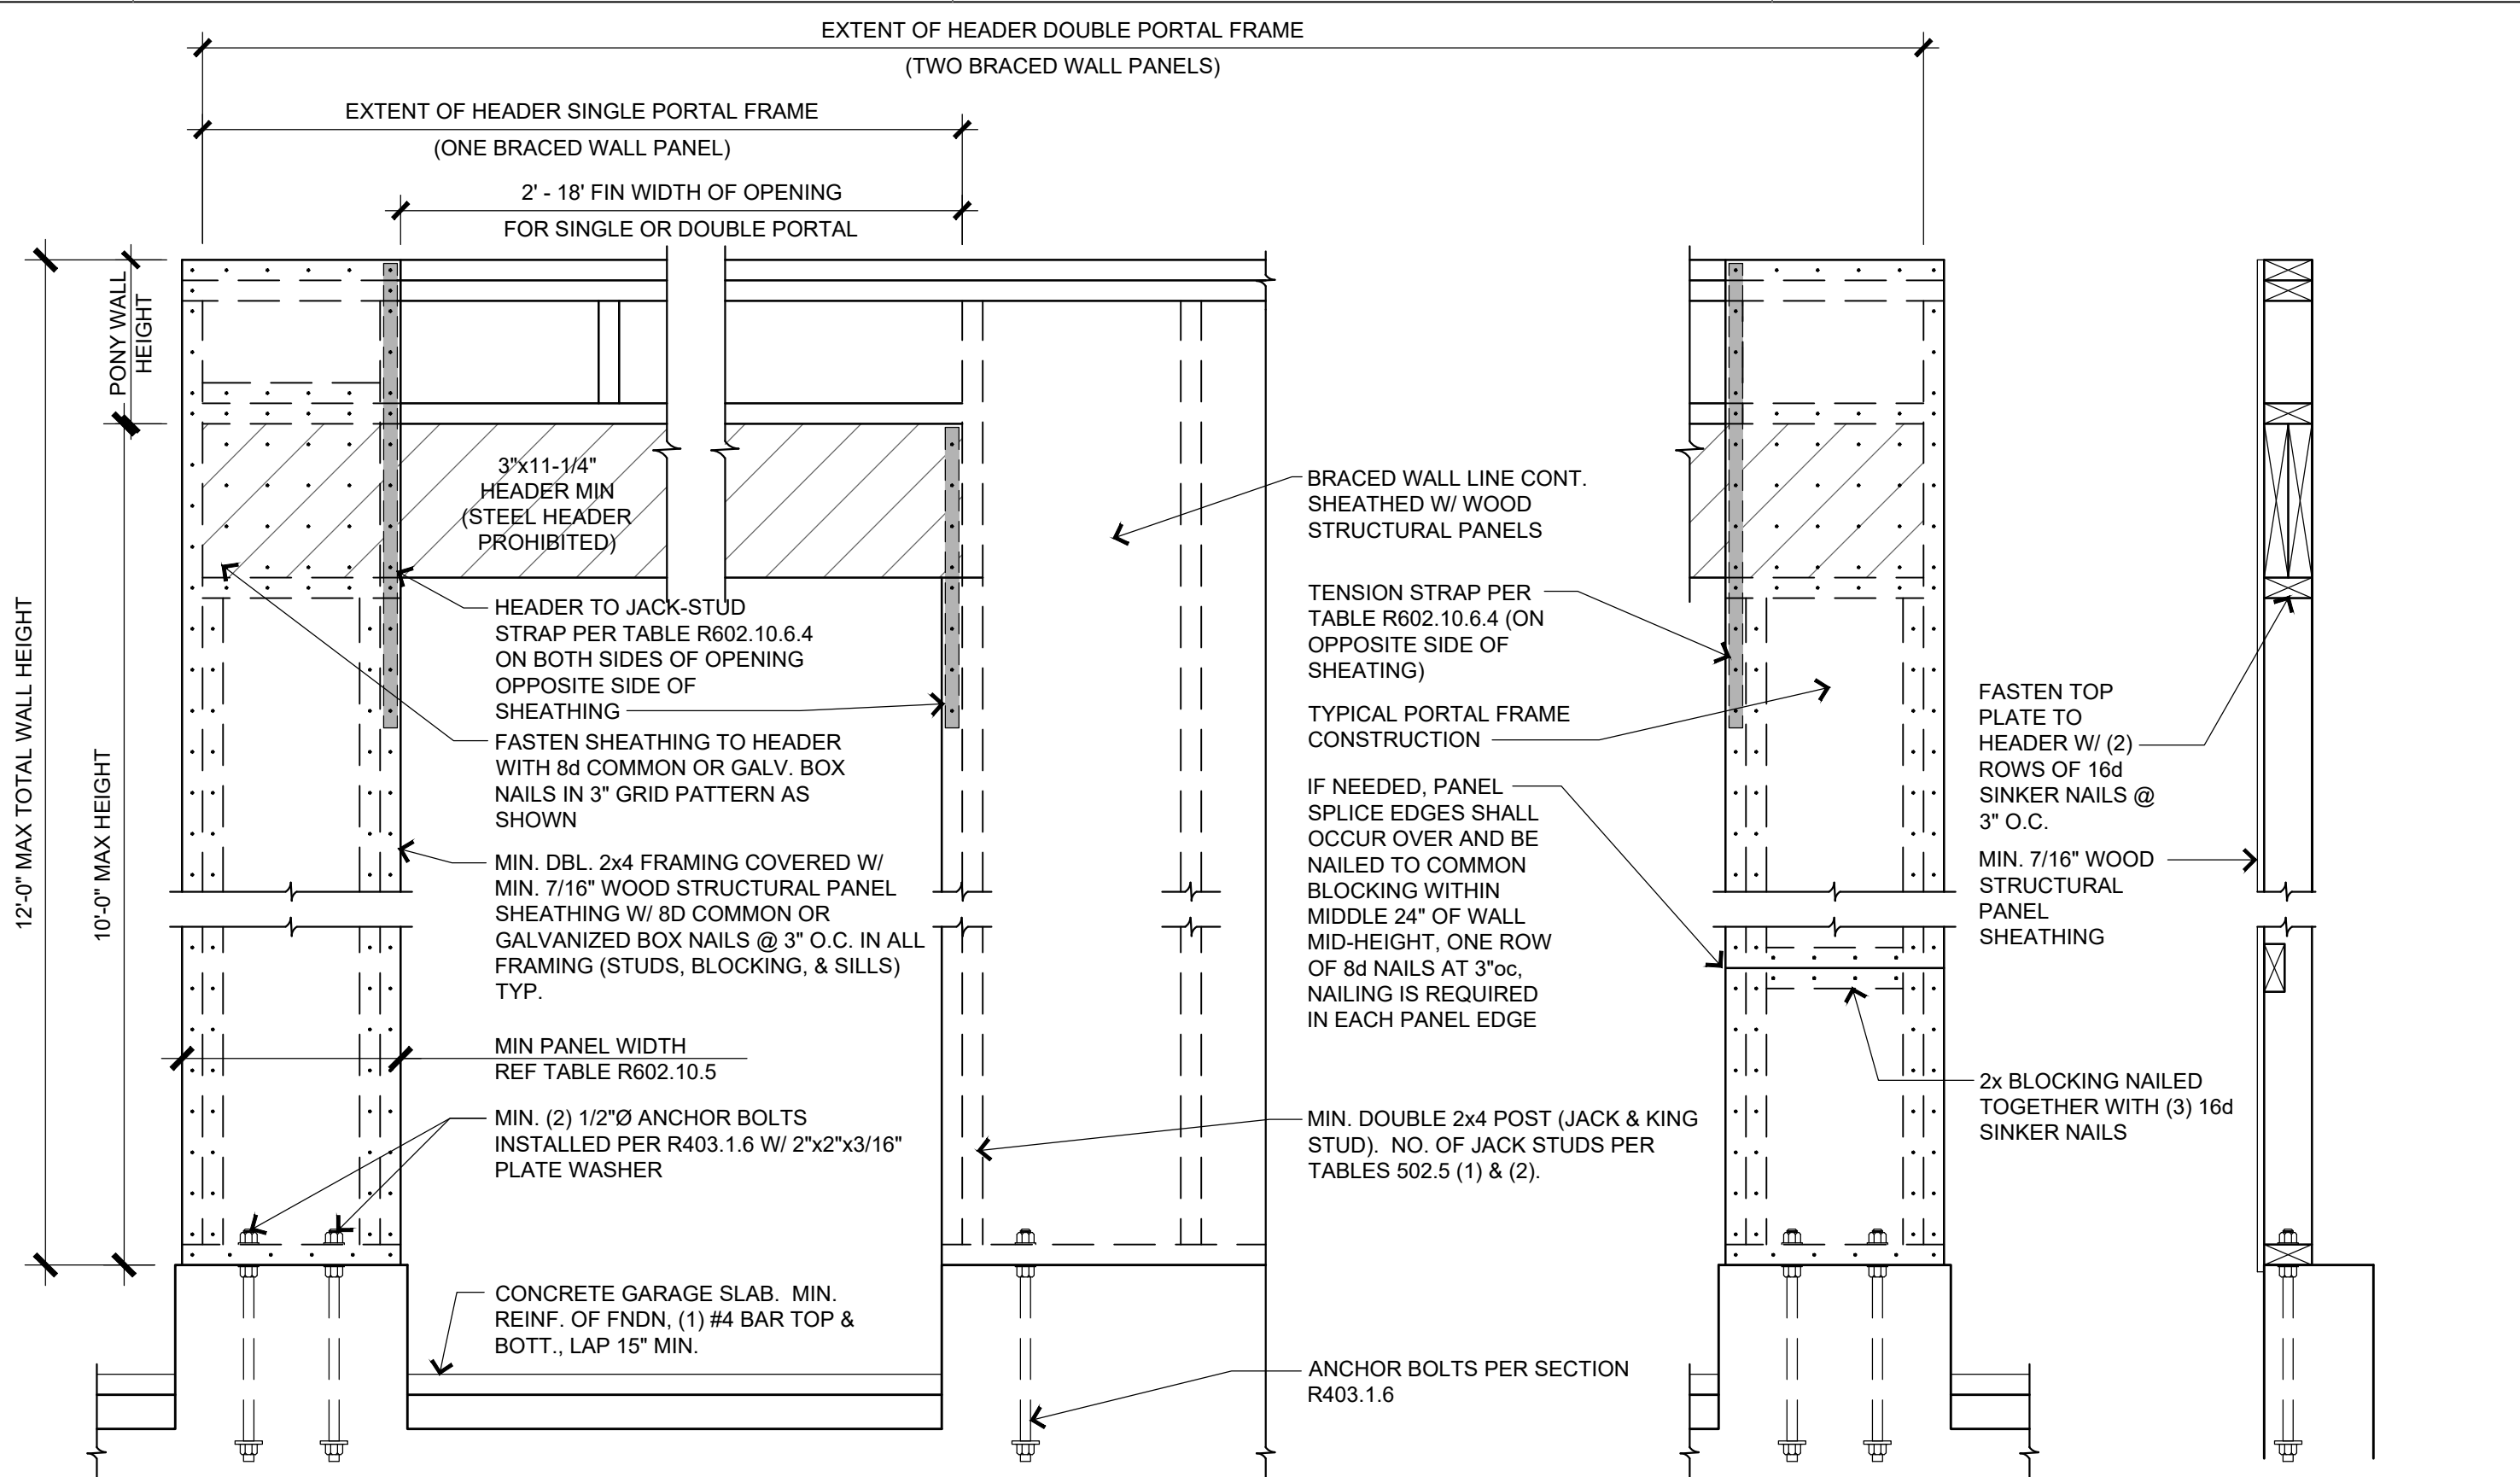 EXTENT OF HEADER DOUBLE PORTAL FRAME
(TWO BRACED WALL PANELS)
EXTENT OF HEADER SINGLE PORTAL FRAME
(ONE BRACED WALL PANEL)
2' - 18' FIN WIDTH OF OPENING
FOR SINGLE OR DOUBLE PORTAL
12'-0" MAX TOTAL WALL HEIGHT
10'-0" MAX HEIGHT
PONY WALL
HEIGHT
3"x11-1/4"
HEADER MIN
(STEEL HEADER
PROHIBITED)
HEADER TO JACK-STUD
STRAP PER TABLE R602.10.6.4
ON BOTH SIDES OF OPENING
OPPOSITE SIDE OF
SHEATHING
FASTEN SHEATHING TO HEADER
WITH 8d COMMON OR GALV. BOX
NAILS IN 3" GRID PATTERN AS
SHOWN
MIN. DBL. 2x4 FRAMING COVERED W/
MIN. 7/16" WOOD STRUCTURAL PANEL
SHEATHING W/ 8D COMMON OR
GALVANIZED BOX NAILS @ 3" O.C. IN ALL
FRAMING (STUDS, BLOCKING, & SILLS)
TYP.
MIN PANEL WIDTH
REF TABLE R602.10.5
MIN. (2) 1/2"Ø ANCHOR BOLTS
INSTALLED PER R403.1.6 W/ 2"x2"x3/16"
PLATE WASHER
CONCRETE GARAGE SLAB. MIN.
REINF. OF FNDN, (1) #4 BAR TOP &
BOTT., LAP 15" MIN.
BRACED WALL LINE CONT.
SHEATHED W/ WOOD
STRUCTURAL PANELS
TENSION STRAP PER
TABLE R602.10.6.4 (ON
OPPOSITE SIDE OF
SHEATING)
TYPICAL PORTAL FRAME
CONSTRUCTION
IF NEEDED, PANEL
SPLICE EDGES SHALL
OCCUR OVER AND BE
NAILED TO COMMON
BLOCKING WITHIN
MIDDLE 24" OF WALL
MID-HEIGHT, ONE ROW
OF 8d NAILS AT 3"oc,
NAILING IS REQUIRED
IN EACH PANEL EDGE
MIN. DOUBLE 2x4 POST (JACK & KING
STUD). NO. OF JACK STUDS PER
TABLES 502.5 (1) & (2).
ANCHOR BOLTS PER SECTION
R403.1.6
FASTEN TOP
PLATE TO
HEADER W/ (2)
ROWS OF 16d
SINKER NAILS @
3" O.C.
MIN. 7/16" WOOD
STRUCTURAL
PANEL
SHEATHING
2x BLOCKING NAILED
TOGETHER WITH (3) 16d
SINKER NAILS